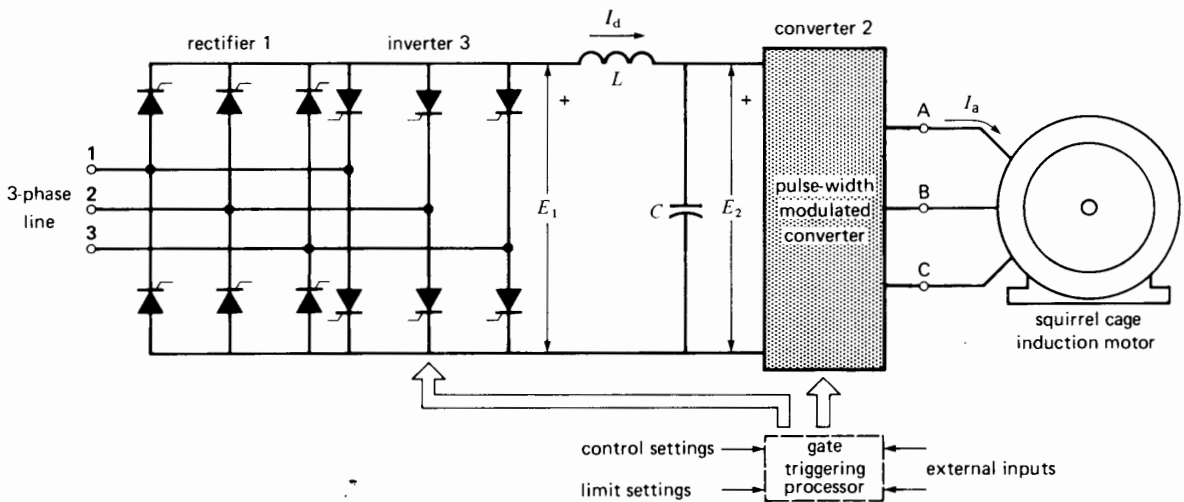 rectifier 1
inverter 3
I_d
converter 2
L
1
2
3
3-phase
line
E_1
+
C
E_2
+
pulse-width
modulated
converter
A
I_a
B
C
squirrel cage
induction motor
control settings
limit settings
gate
triggering
processor
external inputs